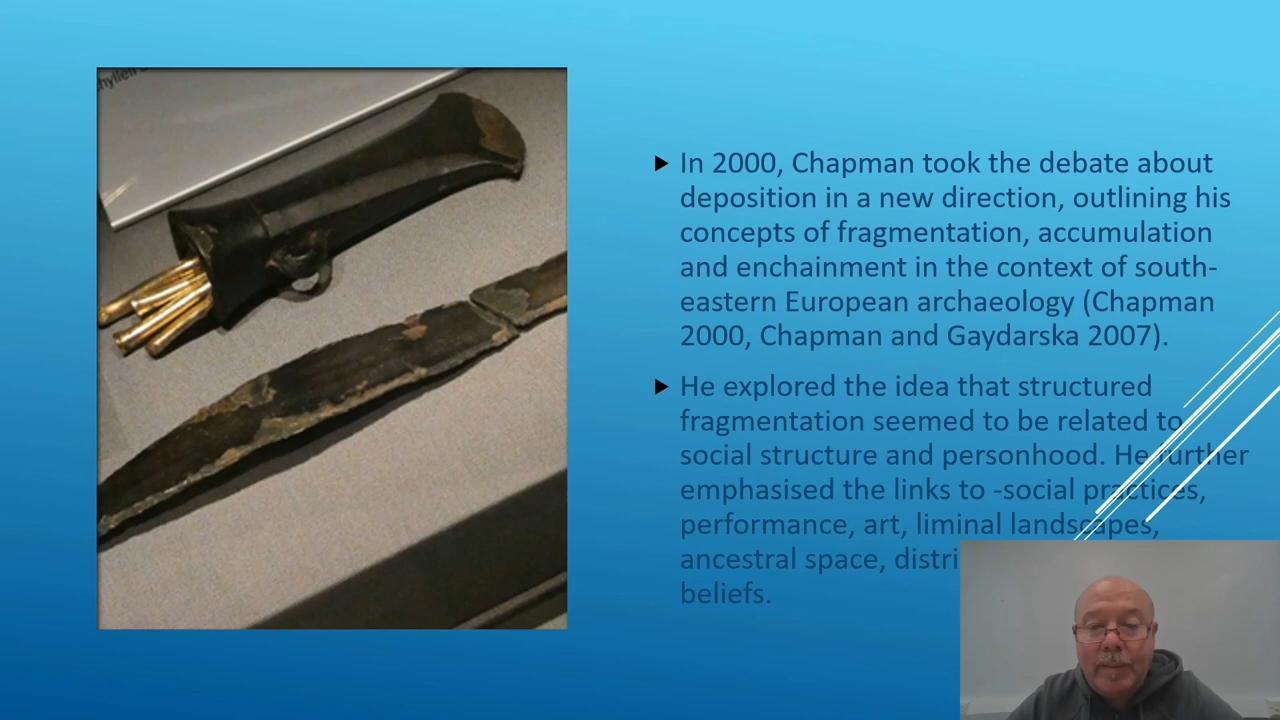 In 2000, Chapman took the debate about
deposition in a new direction, outlining his
concepts of fragmentation, accumulation
and enchainment in the context of south-
eastern European archaeology (Chapman
2000, Chapman and Gaydarska 2007).
He explored the idea that structured
fragmentation seemed to be related to
social structure and personhood. He further
emphasised the links to -social practices,
performance, art, liminal landscapes,
ancestral space,
beliefs.